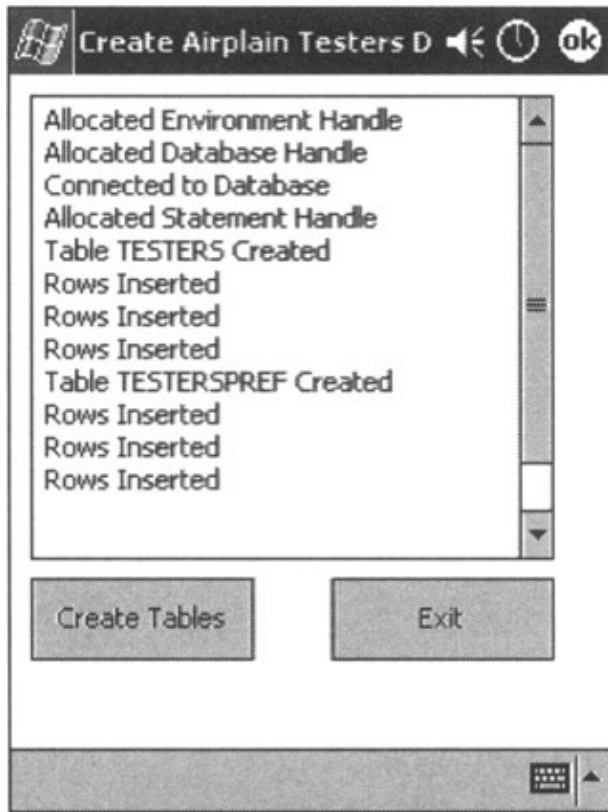 Create Airplain Testers D
ok
Allocated Environment Handle
Allocated Database Handle
Connected to Database
Allocated Statement Handle
Table TESTERS Created
Rows Inserted
Rows Inserted
Rows Inserted
Table TESTERSPREF Created
Rows Inserted
Rows Inserted
Rows Inserted
Create Tables
Exit